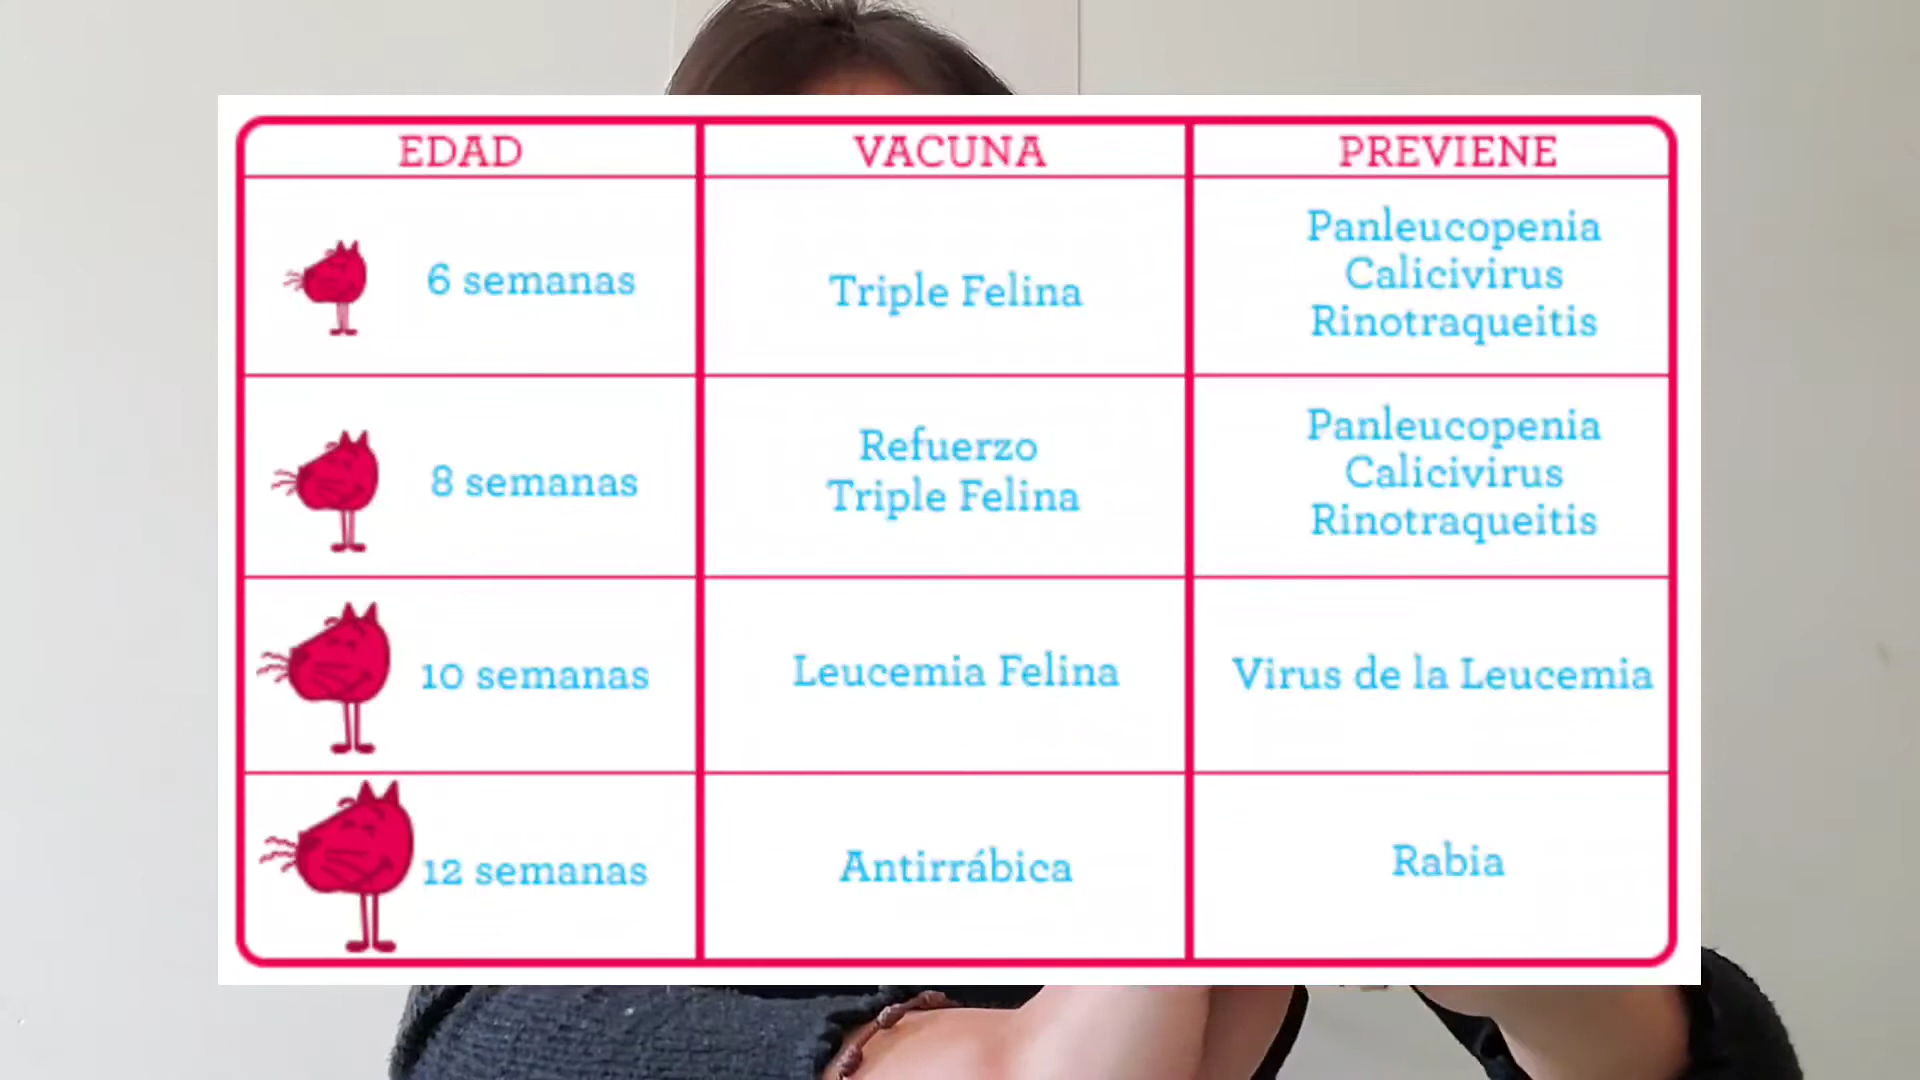 EDAD VACUNA PREVIENE
6 semanas
Triple Felina
Panleucopenia
Calicivirus
Rinotraqueitis
8 semanas
Refuerzo
Triple Felina
Panleucopenia
Calicivirus
Rinotraqueitis
10 semanas
Leucemia Felina
Virus de la Leucemia
12 semanas
Antirrábica
Rabia